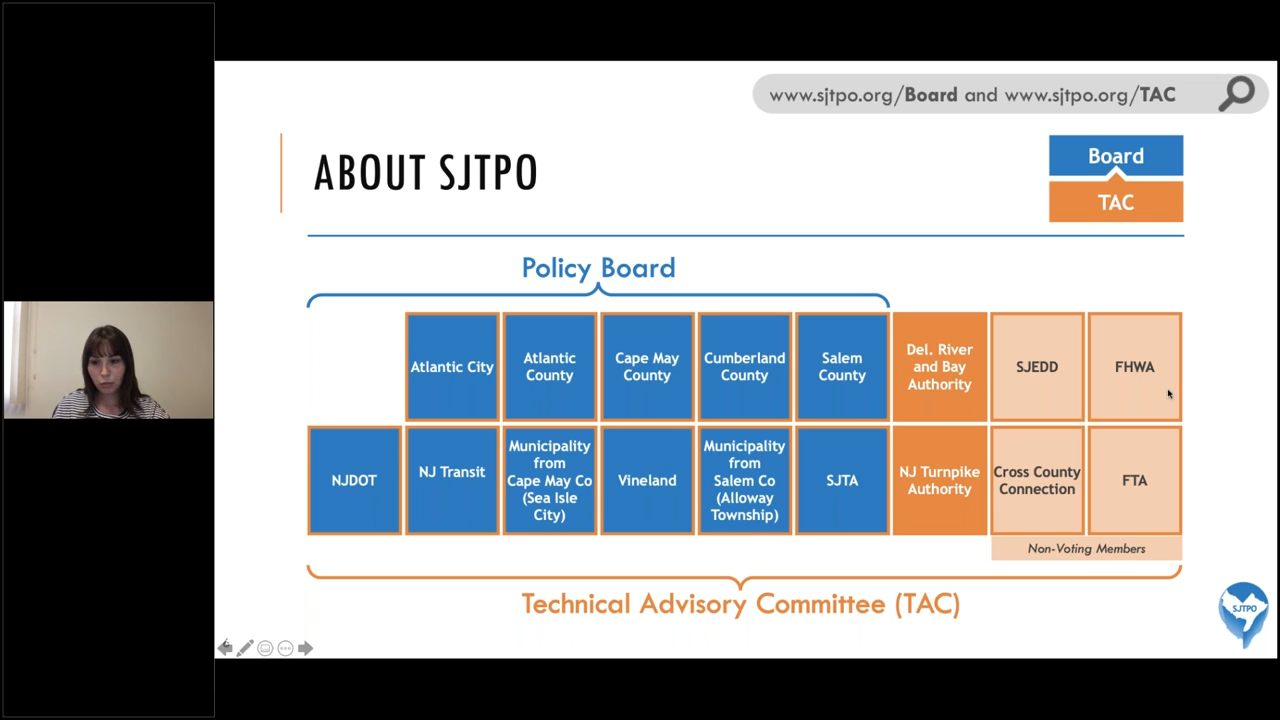 www.sjtpo.org/Board and www.sjtpo.org/TAC
ABOUT SJTPO
Board
TAC
Policy Board
Atlantic City
Atlantic
County
Cape May
County
Cumberland
County
Salem
County
Del. River
and Bay
Authority
SJEDD
FHWA
NJDOT
NJ Transit
Municipality
from
Cape May Co
(Sea Isle
City)
Vineland
Municipality
from
Salem Co
(Alloway
Township)
SJTA
NJ Turnpike
Authority
Cross County
Connection
FTA
Non-Voting Members
Technical Advisory Committee (TAC)
SJTPO